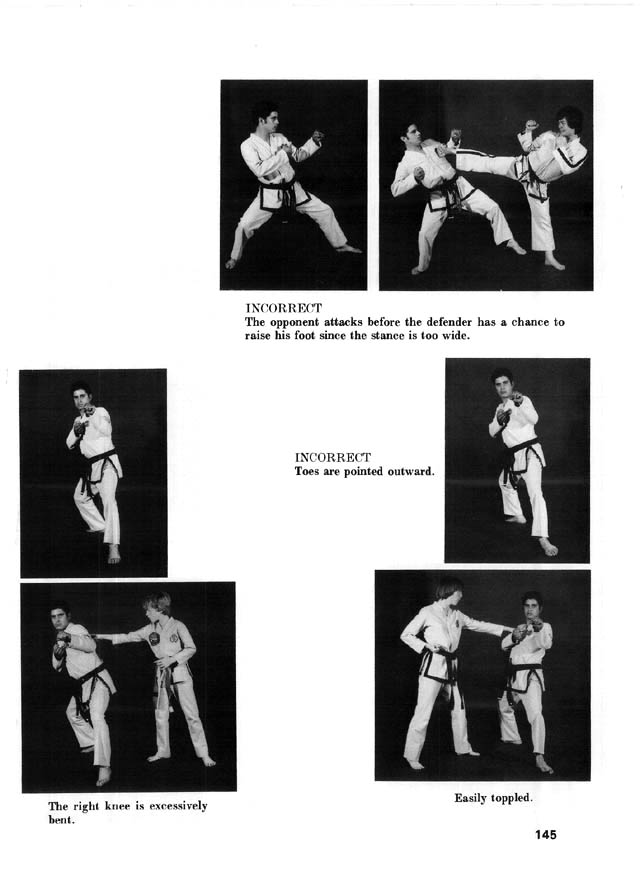 INCORRECT
The opponent attacks before the defender has a chance to
raise his foot since the stance is too wide.
INCORRECT
Toes are pointed outward.
The right knee is excessively
bent.
Easily toppled.
145